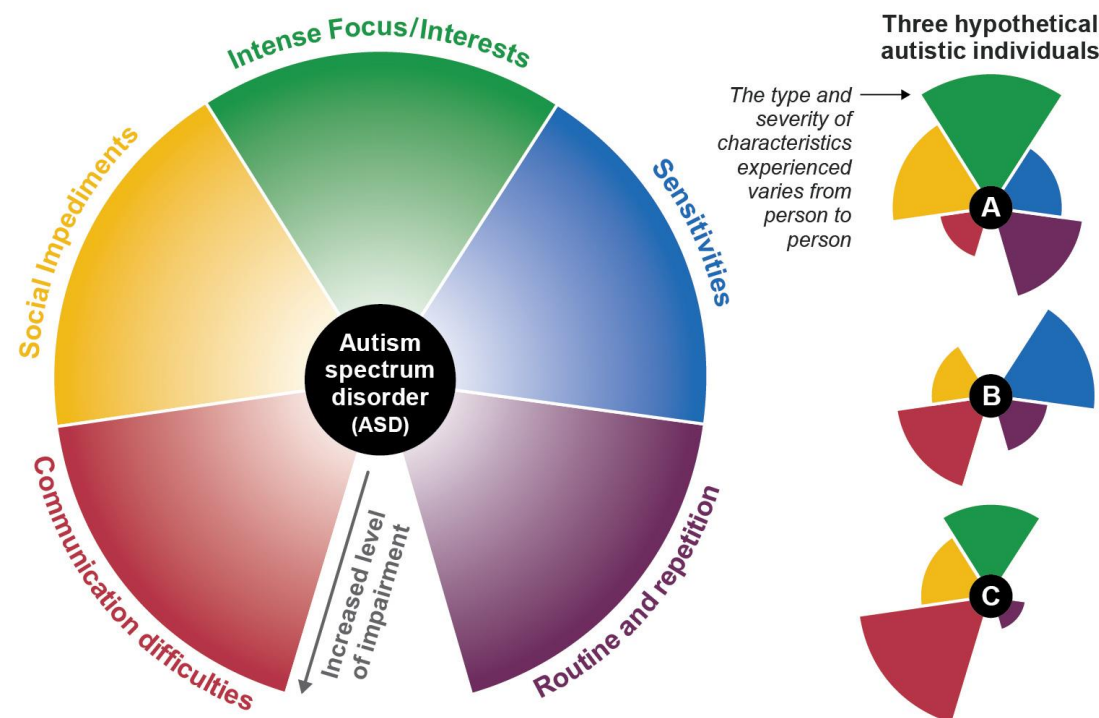 Intense Focus/Interests
Social Impediments
Sensitivities
Autism
spectrum
disorder
(ASD)
Communication difficulties
Increased level
of impairment
Routine and repetition
Three hypothetical
autistic individuals
The type and
severity of
characteristics
experienced
varies from
person to
person
A
B
C